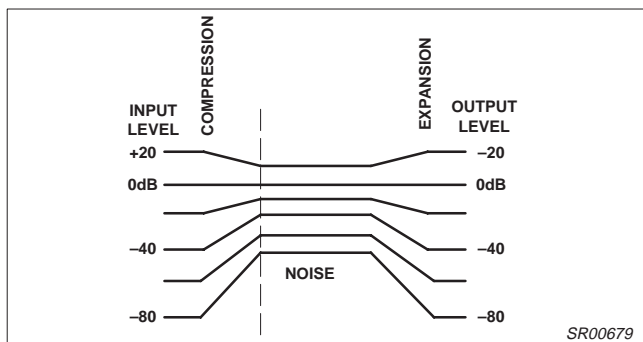 COMPRESSION
EXPANSION
INPUT
LEVEL
OUTPUT
LEVEL
+20
–20
0dB
0dB
–40
–40
NOISE
–80
–80
SR00679